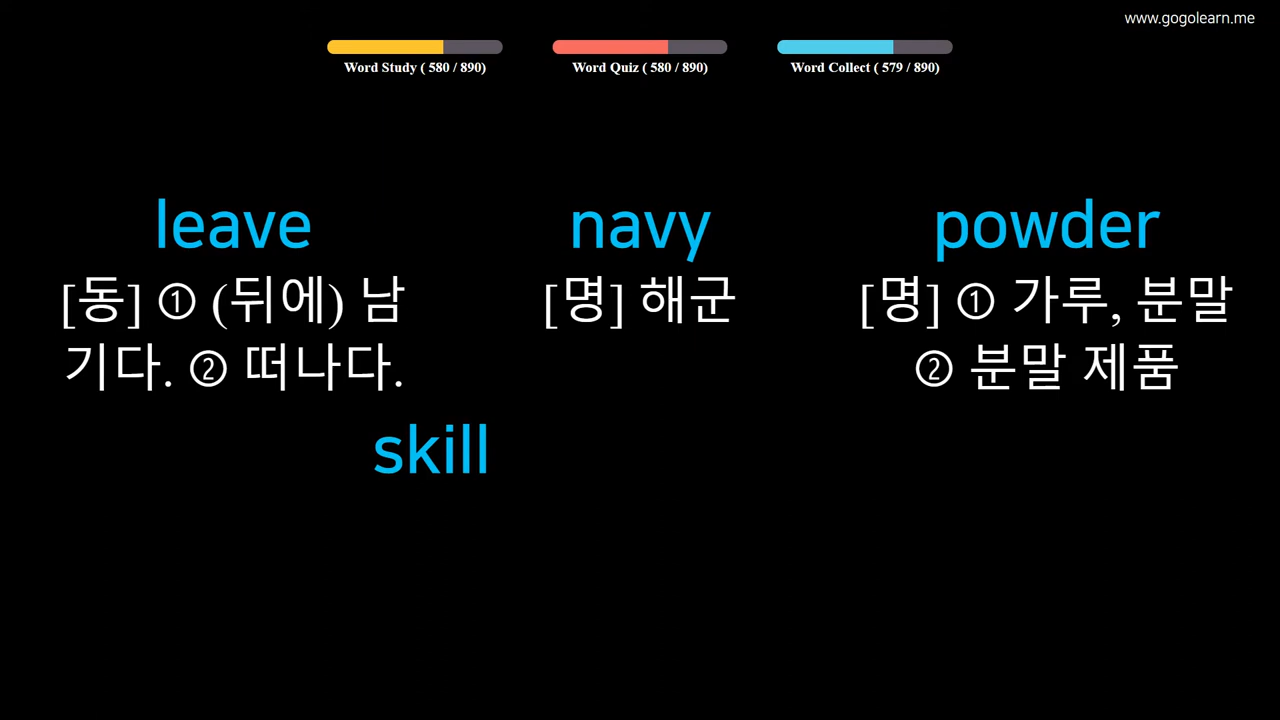 www.gogolearn.me
Word Study ( 580 / 890)
Word Quiz ( 580 / 890)
Word Collect ( 579 / 890)
leave
[동] ① (뒤에) 남
기다. ② 떠나다.
navy
[명] 해군
powder
[명] ① 가루, 분말
② 분말 제품
skill